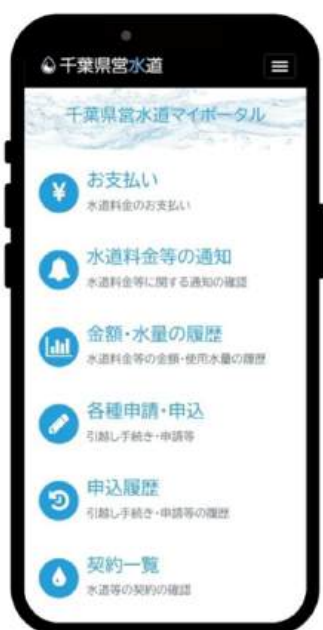 千葉県営水道
千葉県営水道マイポータル
お支払い
水道料金のお支払い
水道料金等の通知
水道料金等に関する通知の確認
金額・水量の履歴
水道料金等の金額・使用水量の履歴
各種申請・申込
引越し手続き・申請等
申込履歴
引越し手続き・申請等の履歴
契約一覧
水道等の契約の確認